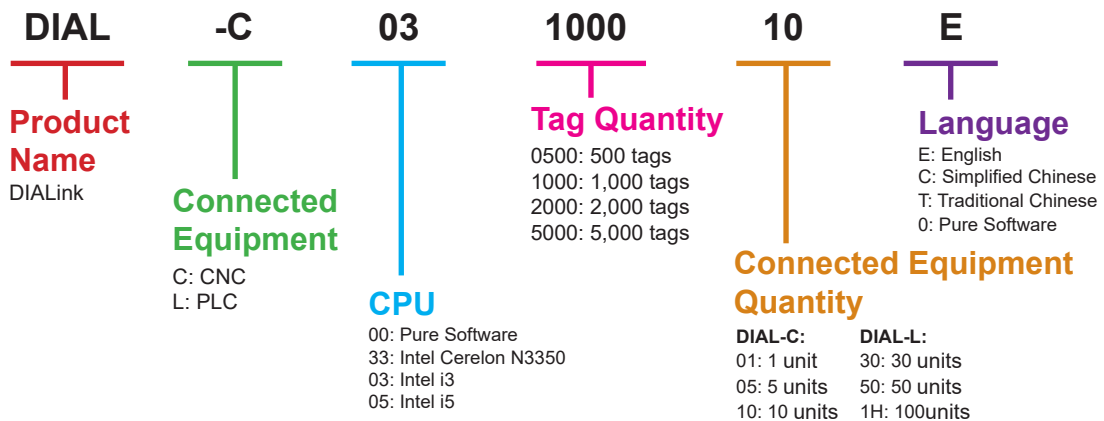 DIAL -C 03 1000 10 E
Product
Name
DIALink
Connected
Equipment
C: CNC
L: PLC
CPU
00: Pure Software
33: Intel Cerelon N3350
03: Intel i3
05: Intel i5
Tag Quantity
0500: 500 tags
1000: 1,000 tags
2000: 2,000 tags
5000: 5,000 tags
Connected Equipment
Quantity
DIAL-C: DIAL-L:
01: 1 unit 30: 30 units
05: 5 units 50: 50 units
10: 10 units 1H: 100units
Language
E: English
C: Simplified Chinese
T: Traditional Chinese
0: Pure Software